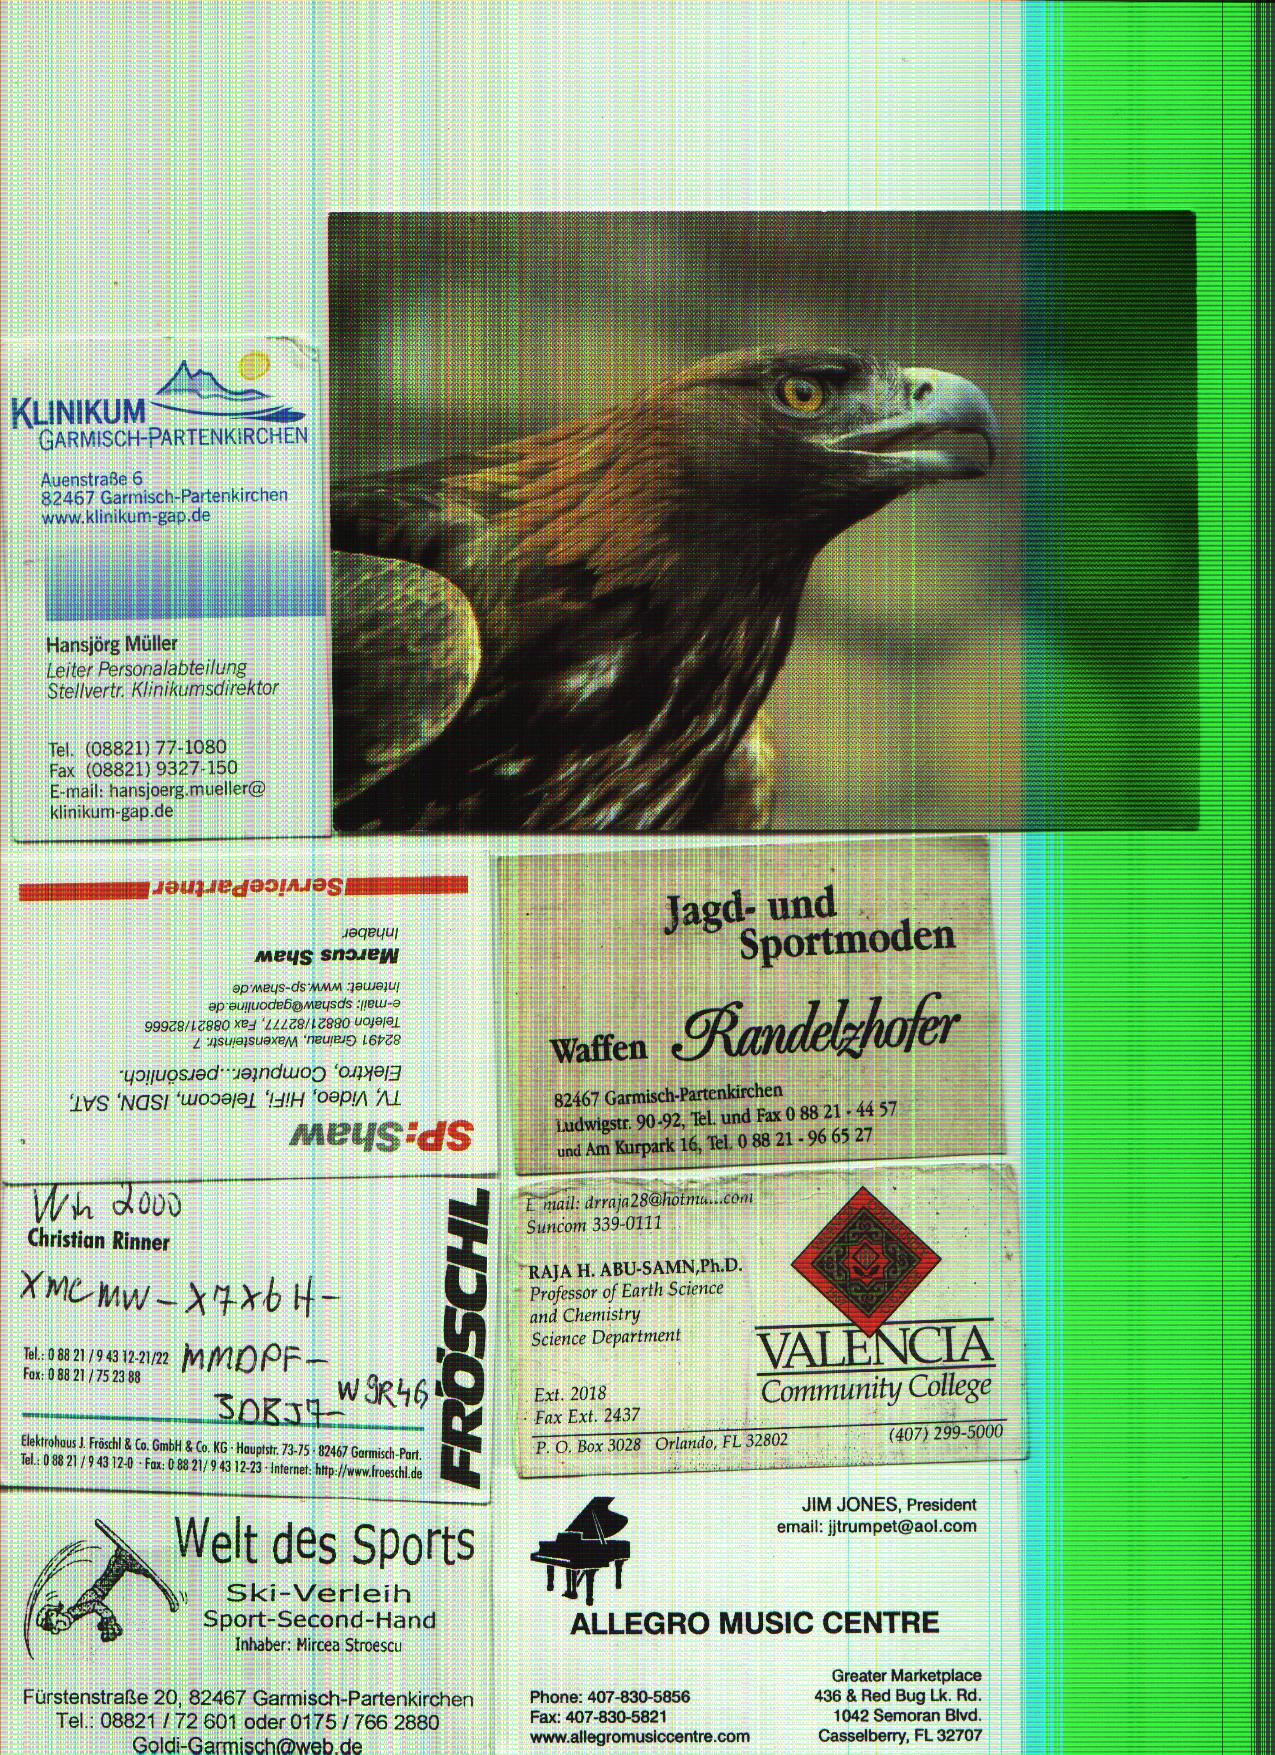 KLINIKUM
GARMISCH-PARTENKIRCHEN
Auenstraße 6
82467 Garmisch-Partenkirchen
www.klinikum-gap.de
Hansjörg Müller
Leiter Personalabteilung
Stellvertr. Klinikumsdirektor
Tel. (08821) 77-1080
Fax (08821) 9327-150
E-mail: hansjoerg.mueller@
klinikum-gap.de
SP:Shaw
TV, Video, HiFi, Telecom, ISDN, SAT,
Elektro, Computer...persönlich.
82491 Grainau, Waxensteinstr. 7
Telefon 08821/82777, Fax 08821/82666
e-mail: spshaw@gaponline.de
Internet: www.sp-shaw.de
Marcus Shaw
Inhaber
ServicePartner
Jagd- und
Sportmoden
Waffen Randelzhofer
82467 Garmisch-Partenkirchen
Ludwigstr. 90-92, Tel. und Fax 0 88 21 - 44 57
und Am Kurpark 16, Tel. 0 88 21 - 96 65 27
Win 2000
Christian Rinner
XMCMW-X7X6H-
Tel.: 0 88 21 / 9 43 12-21/22
MMDPF-
Fax: 0 88 21 / 75 23 88
3DBJ7-W9R46
Elektrohaus J. Fröschl & Co. GmbH & Co. KG · Hauptstr. 73-75 · 82467 Garmisch-Part.
Tel.: 0 88 21 / 9 43 12-0 · Fax: 0 88 21/ 9 43 12-23 · Internet: http://www.froeschl.de
FRÖSCHL
E mail:
Suncom 339-0111
RAJA H. ABU-SAMN,Ph.D.
Professor of Earth Science
and Chemistry
Science Department
Ext. 2018
Fax Ext. 2437
P. O. Box 3028 Orlando, FL 32802
VALENCIA
Community College
(407) 299-5000
Welt des Sports
Ski-Verleih
Sport-Second-Hand
Inhaber: Mircea Stroescu
Fürstenstraße 20, 82467 Garmisch-Partenkirchen
Tel.: 08821 / 72 601 oder 0175 / 766 2880
Goldi-Garmisch@web.de
JIM JONES, President
email: jjtrumpet@aol.com
ALLEGRO MUSIC CENTRE
Phone: 407-830-5856
Fax: 407-830-5821
www.allegromusiccentre.com
Greater Marketplace
436 & Red Bug Lk. Rd.
1042 Semoran Blvd.
Casselberry, FL 32707